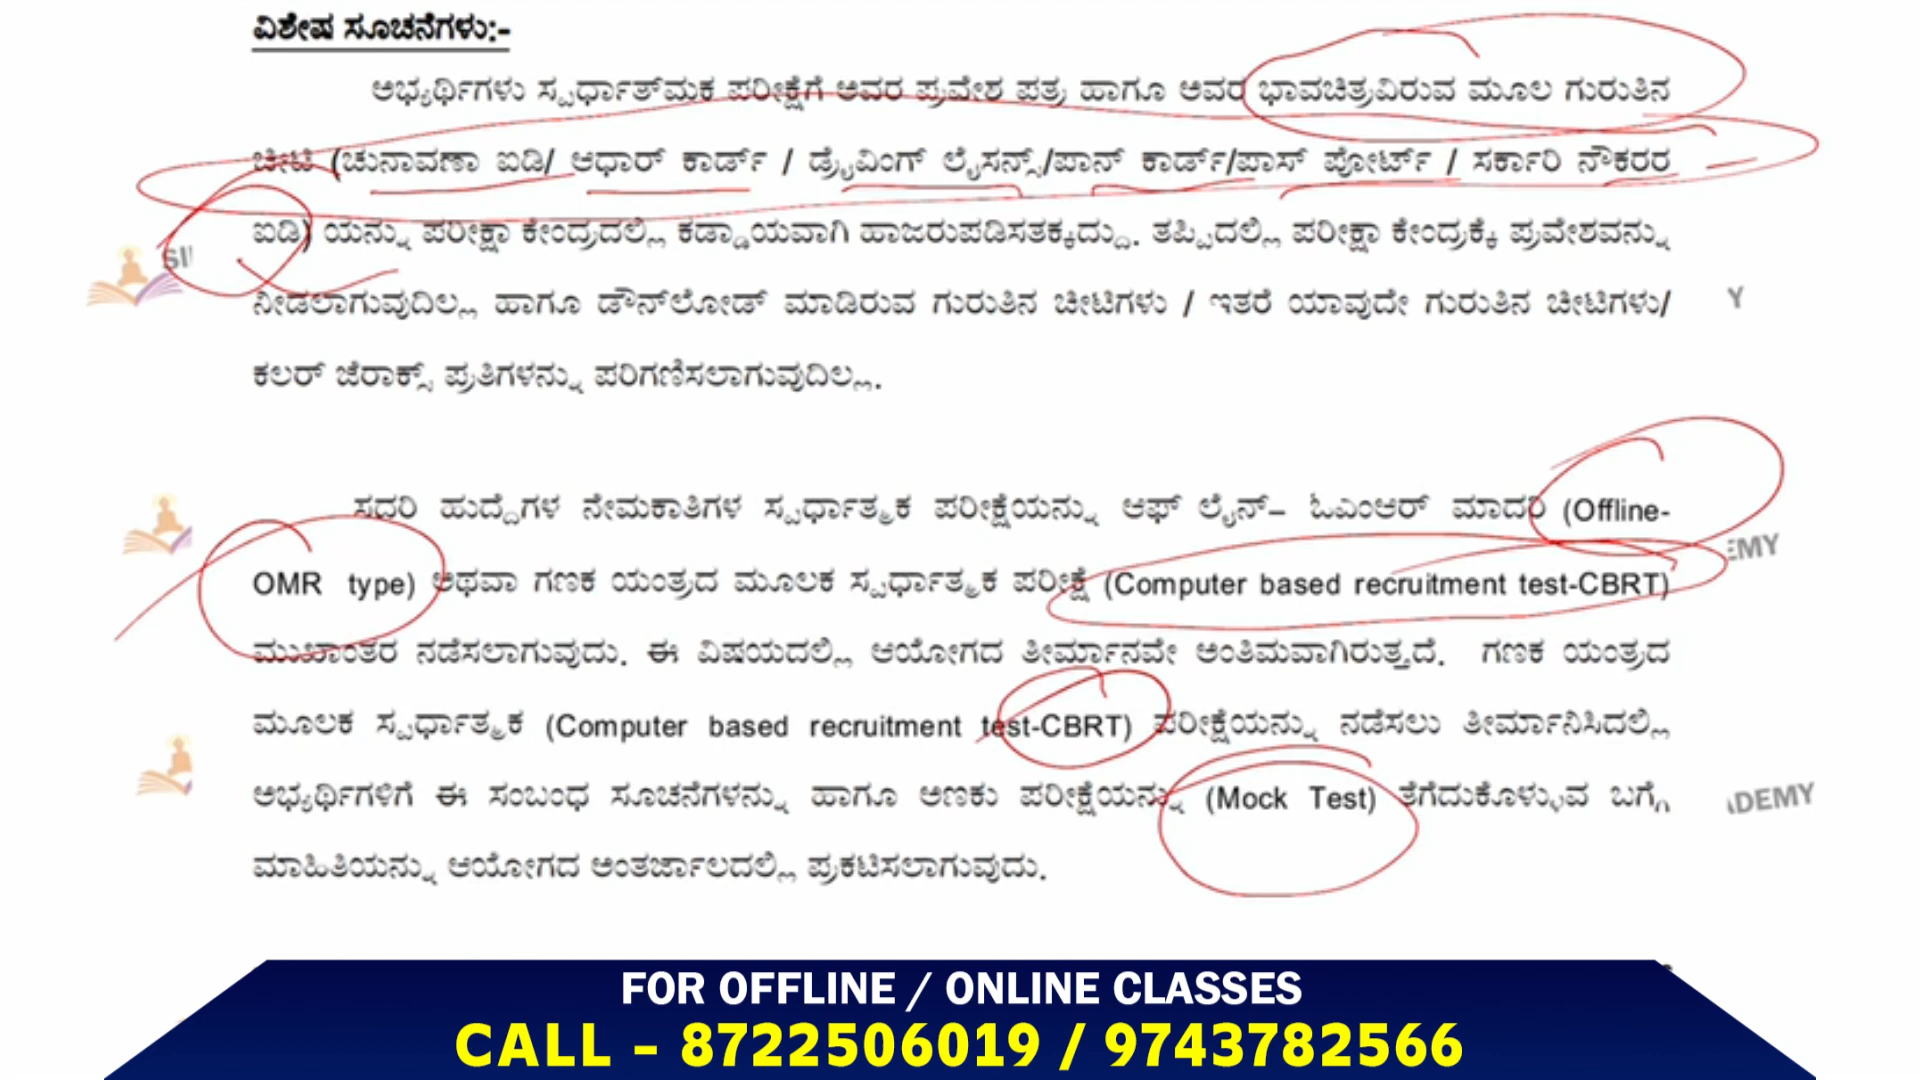 ವಿಶೇಷ ಸೂಚನೆಗಳು:-
ಅಭ್ಯರ್ಥಿಗಳು ಸ್ಪರ್ಧಾತ್‌ಮಕ ಪರೀಕ್ಷೆಗೆ ಅವರ ಪ್ರವೇಶ ಪತ್ರ ಹಾಗೂ ಅವರ ಭಾವಚಿತ್ರವಿರುವ ಮೂಲ ಗುರುತಿನ
ಚೀಟಿ (ಚುನಾವಣಾ ಐಡಿ/ ಆಧಾರ್ ಕಾರ್ಡ್ / ಡ್ರೈವಿಂಗ್ ಲೈಸನ್ಸ್/ಪಾನ್ ಕಾರ್ಡ್/ಪಾಸ್ ಪೋರ್ಟ್ / ಸರ್ಕಾರಿ ನೌಕರರ
ಐಡಿ) ಯನ್ನು ಪರೀಕ್ಷಾ ಕೇಂದ್ರದಲ್ಲಿ ಕಡ್ಡಾಯವಾಗಿ ಹಾಜರುಪಡಿಸತಕ್ಕದ್ದು. ತಪ್ಪಿದಲ್ಲಿ ಪರೀಕ್ಷಾ ಕೇಂದ್ರಕ್ಕೆ ಪ್ರವೇಶವನ್ನು
ನೀಡಲಾಗುವುದಿಲ್ಲ ಹಾಗೂ ಡೌನ್‌ಲೋಡ್ ಮಾಡಿರುವ ಗುರುತಿನ ಚೀಟಿಗಳು / ಇತರೆ ಯಾವುದೇ ಗುರುತಿನ ಚೀಟಿಗಳು/
ಕಲರ್ ಜೆರಾಕ್ಸ್ ಪ್ರತಿಗಳನ್ನು ಪರಿಗಣಿಸಲಾಗುವುದಿಲ್ಲ.
ಸದರಿ ಹುದ್ದೆಗಳ ನೇಮಕಾತಿಗಳ ಸ್ಪರ್ಧಾತ್ಮಕ ಪರೀಕ್ಷೆಯನ್ನು ಆಫ್ ಲೈನ್– ಓಎಂಆರ್ ಮಾದರಿ (Offline-
EMY
OMR type) ಅಥವಾ ಗಣಕ ಯಂತ್ರದ ಮೂಲಕ ಸ್ಪರ್ಧಾತ್ಮಕ ಪರೀಕ್ಷೆ (Computer based recruitment test-CBRT)
ಮುಖಾಂತರ ನಡೆಸಲಾಗುವುದು. ಈ ವಿಷಯದಲ್ಲಿ ಆಯೋಗದ ತೀರ್ಮಾನವೇ ಅಂತಿಮವಾಗಿರುತ್ತದೆ. ಗಣಕ ಯಂತ್ರದ
ಮೂಲಕ ಸ್ಪರ್ಧಾತ್ಮಕ (Computer based recruitment test-CBRT) ಪರೀಕ್ಷೆಯನ್ನು ನಡೆಸಲು ತೀರ್ಮಾನಿಸಿದಲ್ಲಿ
ಅಭ್ಯರ್ಥಿಗಳಿಗೆ ಈ ಸಂಬಂಧ ಸೂಚನೆಗಳನ್ನು ಹಾಗೂ ಅಣಕು ಪರೀಕ್ಷೆಯನ್ನು (Mock Test) ತೆಗೆದುಕೊಳ್ಳುವ ಬಗ್ಗೆ
ADEMY
ಮಾಹಿತಿಯನ್ನು ಆಯೋಗದ ಅಂತರ್ಜಾಲದಲ್ಲಿ ಪ್ರಕಟಿಸಲಾಗುವುದು.
FOR OFFLINE / ONLINE CLASSES
CALL – 8722506019 / 9743782566